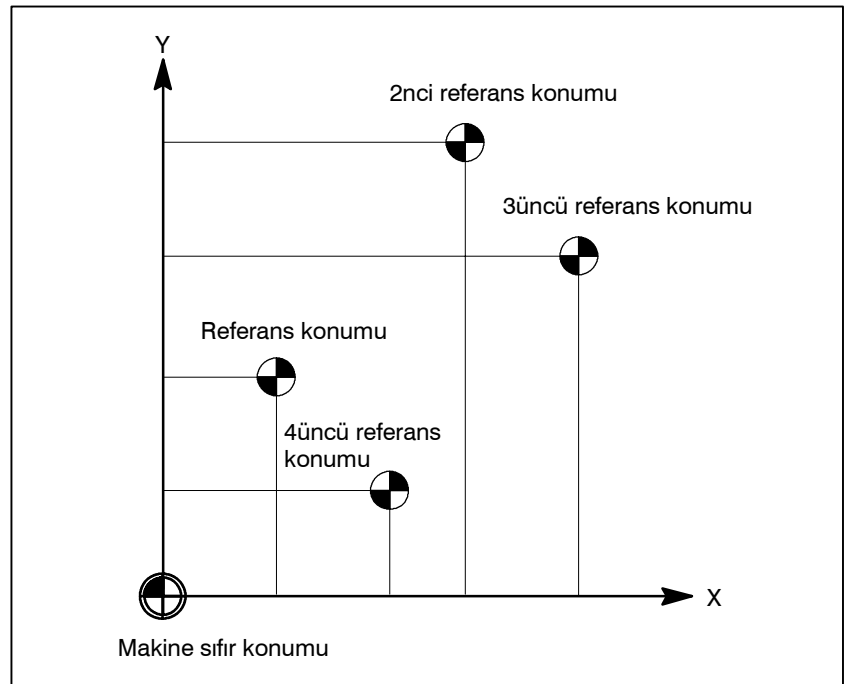 Y
2nci referans konumu
3üncü referans konumu
Referans konumu
4üncü referans
konumu
X
Makine sıfır konumu